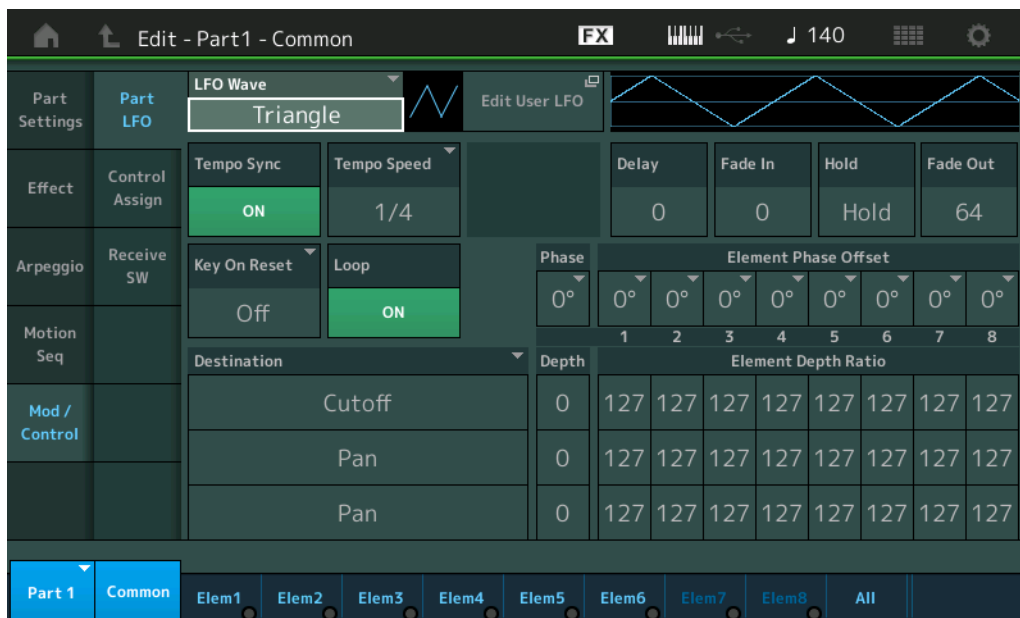 Edit - Part1 - Common
FX
140
Part Settings
Effect
Arpeggio
Motion Seq
Mod / Control
Part LFO
Control Assign
Receive SW
LFO Wave
Triangle
Edit User LFO
Tempo Sync
ON
Tempo Speed
1/4
Delay
0
Fade In
0
Hold
Hold
Fade Out
64
Key On Reset
Off
Loop
ON
Phase
0°
Element Phase Offset
0° 0° 0° 0° 0° 0° 0° 0°
1 2 3 4 5 6 7 8
Destination
Depth
Element Depth Ratio
Cutoff 0 127 127 127 127 127 127 127 127
Pan 0 127 127 127 127 127 127 127 127
Pan 0 127 127 127 127 127 127 127 127
Part 1
Common
Elem1
Elem2
Elem3
Elem4
Elem5
Elem6
Elem7
Elem8
All